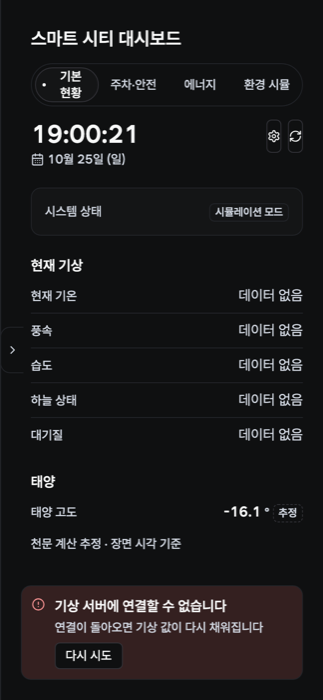 스마트 시티 대시보드
기본
현황
주차·안전
에너지
환경 시뮬
19:00:21
10월 25일 (일)
시스템 상태
시뮬레이션 모드
현재 기상
현재 기온 데이터 없음
풍속 데이터 없음
습도 데이터 없음
하늘 상태 데이터 없음
대기질 데이터 없음
태양
태양 고도 -16.1 ° 추정
천문 계산 추정 · 장면 시각 기준
기상 서버에 연결할 수 없습니다
연결이 돌아오면 기상 값이 다시 채워집니다
다시 시도